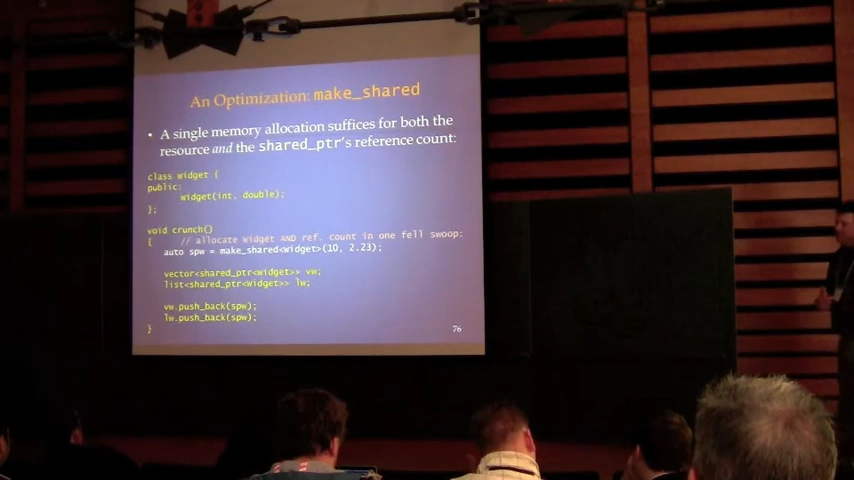 An Optimization: make_shared
• A single memory allocation suffices for both the
resource and the shared_ptr's reference count:
class widget {
public:
widget(int, double);
};
void crunch()
{ // allocate widget AND ref. count in one fell swoop:
auto spw = make_shared<widget>(10, 2.23);
vector<shared_ptr<widget>> vw;
list<shared_ptr<widget>> lw;
vw.push_back(spw);
lw.push_back(spw);
}
76